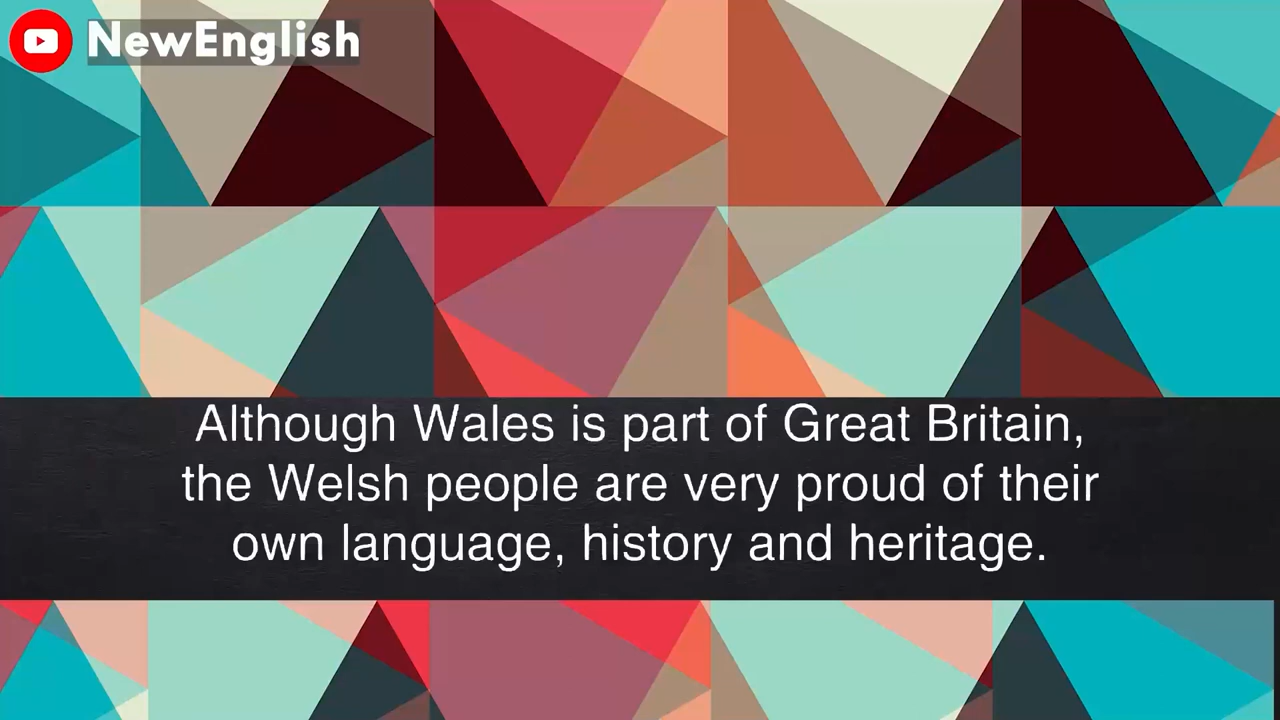 NewEnglish
Although Wales is part of Great Britain,
the Welsh people are very proud of their
own language, history and heritage.